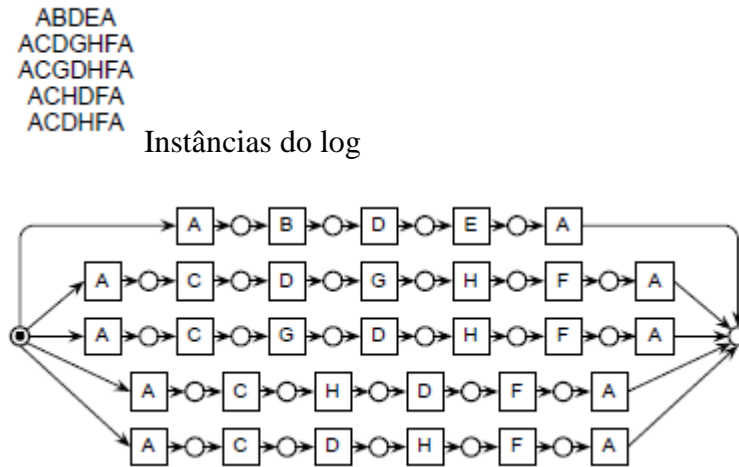 ABDEA
ACDGHFA
ACGDHFA
ACHDFA
ACDHFA
Instâncias do log
A B D E A
A C D G H F A
A C G D H F A
A C H D F A
A C D H F A